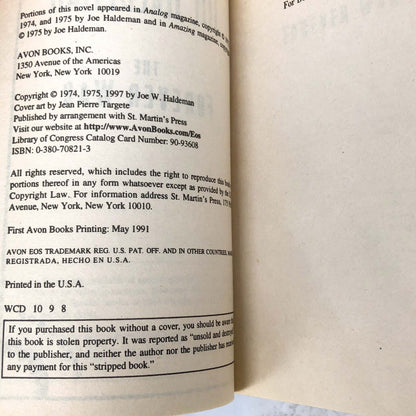 Portions of this novel appeared in Analog magazine, copyright ©
1974, and 1975 by Joe Haldeman and in Amazing magazine, copyright
© 1975 by Joe Haldeman.
AVON BOOKS, INC.
1350 Avenue of the Americas
New York, New York 10019
Copyright © 1974, 1975, 1997 by Joe W. Haldeman
Cover art by Jean Pierre Targete
Published by arrangement with St. Martin's Press
Visit our website at http://www.AvonBooks.com/Eos
Library of Congress Catalog Card Number: 90-93608
ISBN: 0-380-70821-3
All rights reserved, which includes the right to reproduce this
portions thereof in any form whatsoever except as provided by the
Copyright Law. For information address St. Martin's Press, 175
Avenue, New York, New York 10010.
First Avon Books Printing: May 1991
AVON EOS TRADEMARK REG. U.S. PAT. OFF. AND IN OTHER COUNTRIES,
REGISTRADA, HECHO EN U.S.A.
Printed in the U.S.A.
WCD 10 9 8
If you purchased this book without a cover, you should be
this book is stolen property. It was reported as "unsold and
to the publisher, and neither the author nor the publisher has
any payment for this "stripped book."
For